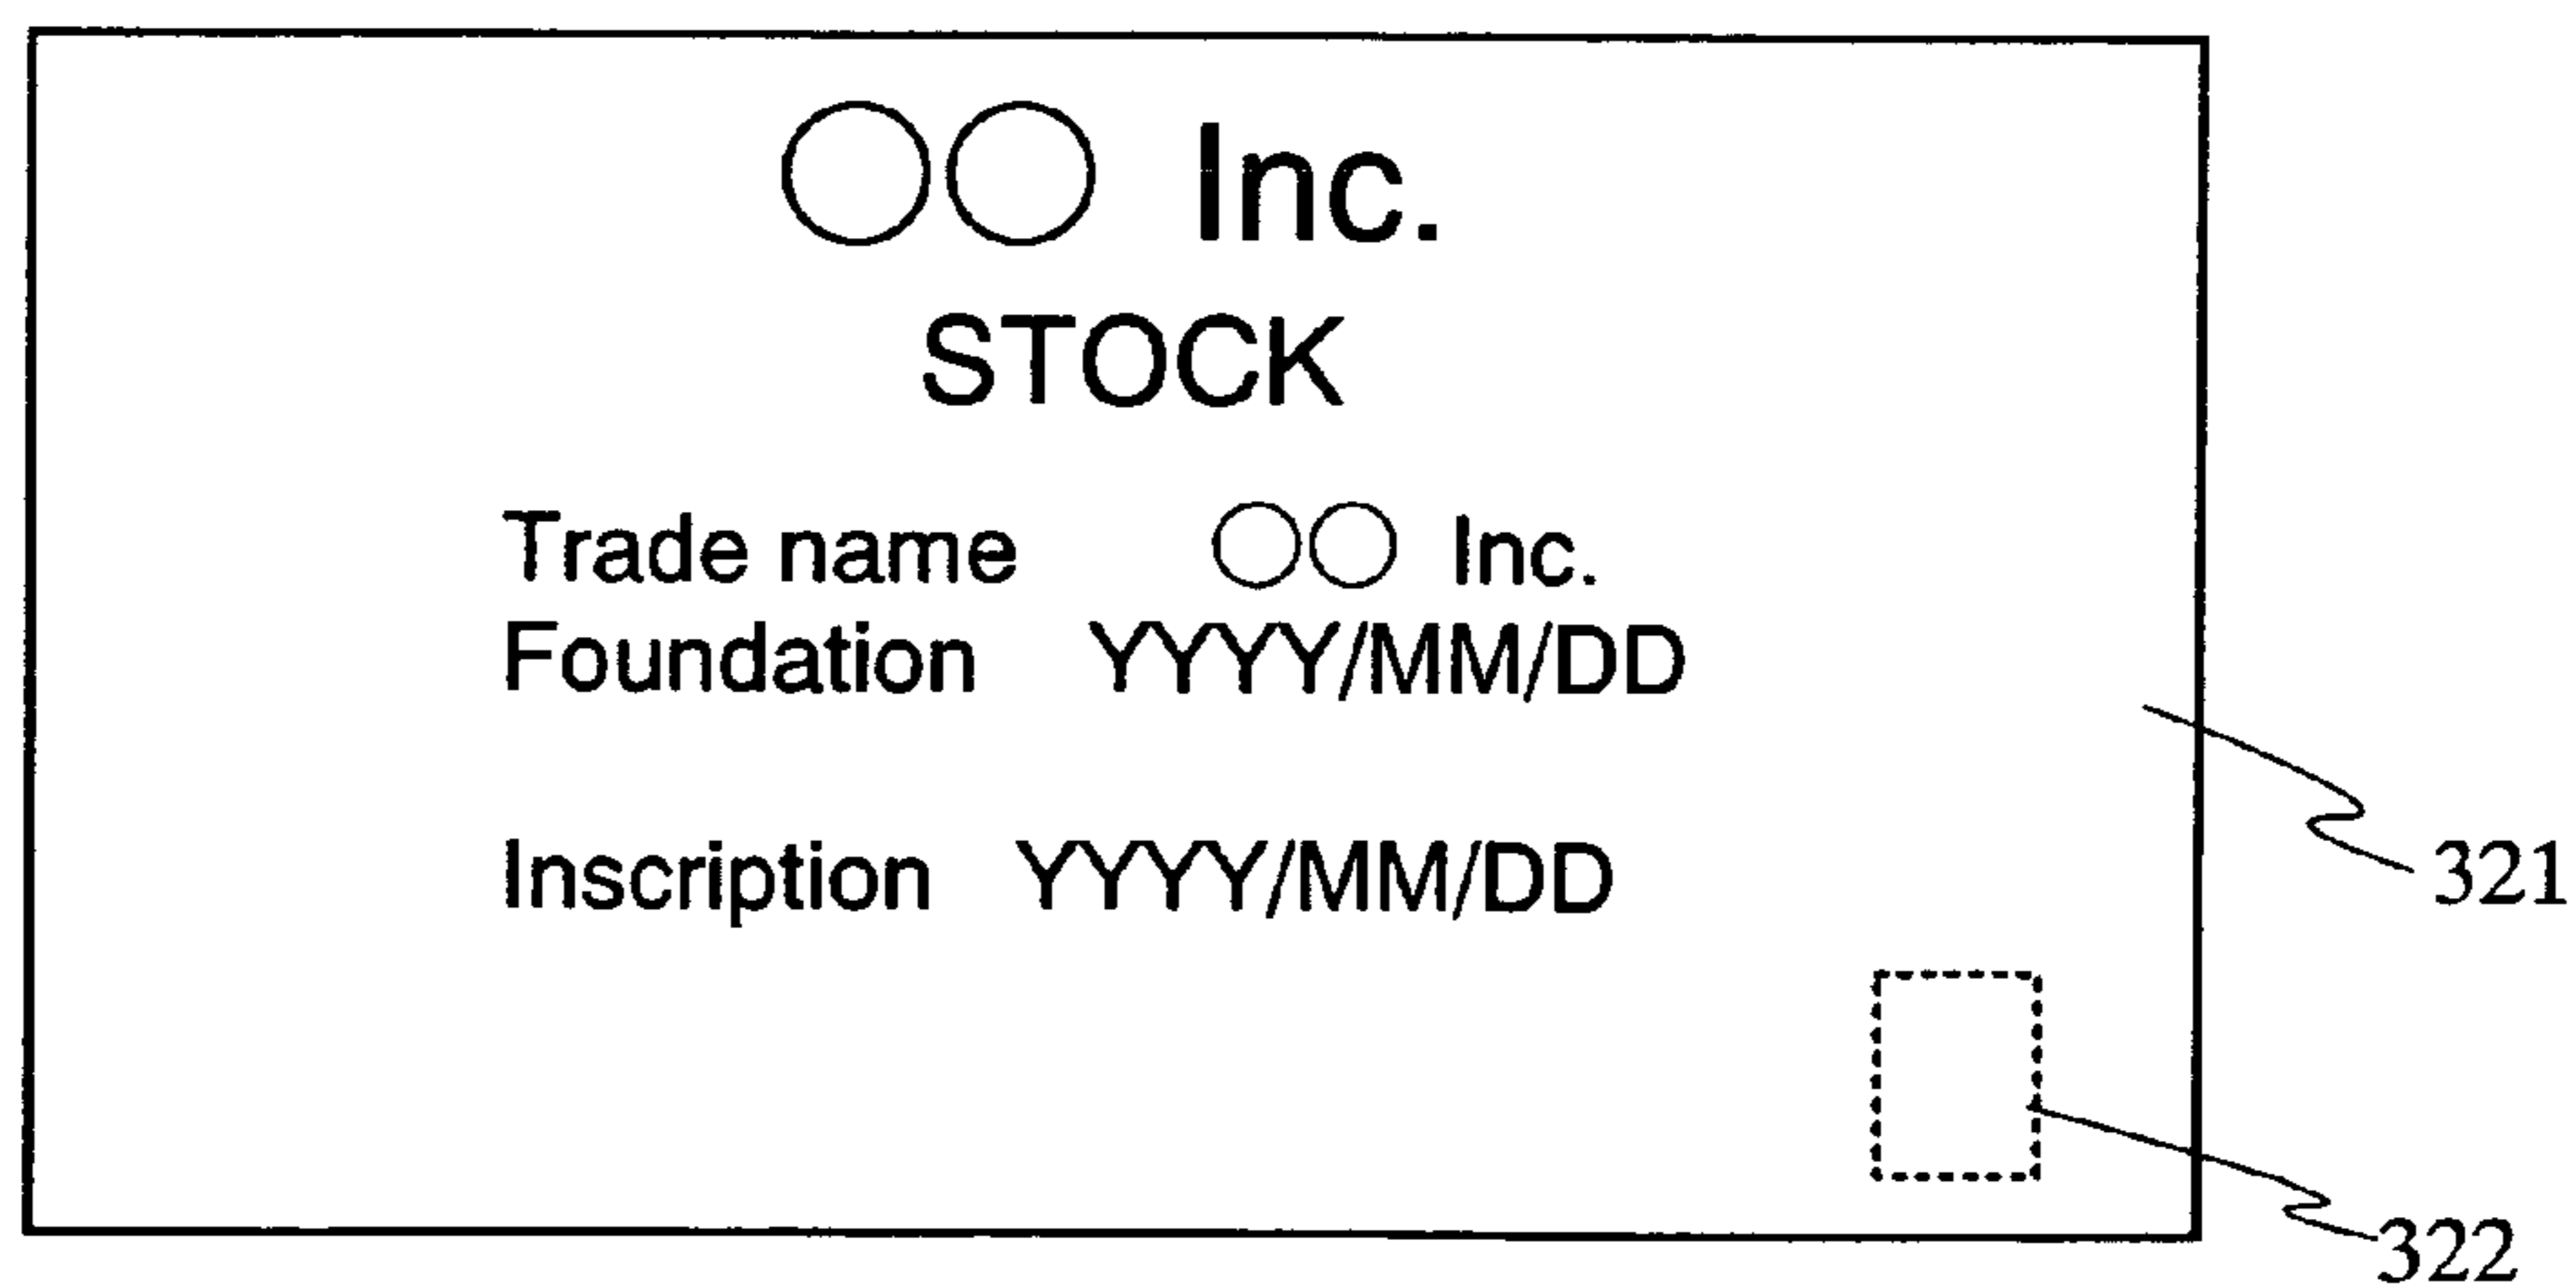 ○○ Inc.
STOCK
Trade name ○○ Inc.
Foundation YYYY/MM/DD
Inscription YYYY/MM/DD
321
322